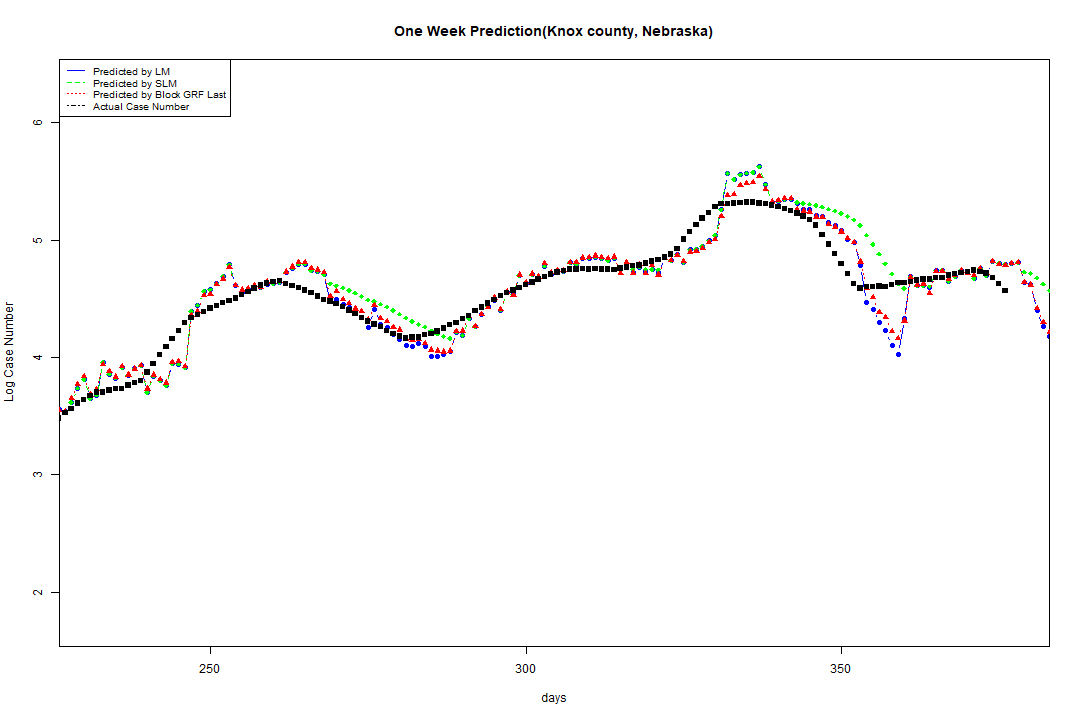 One Week Prediction(Knox county, Nebraska)
Predicted by LM
Predicted by SLM
Predicted by Block GRF Last
Actual Case Number
6
5
4
3
2
Log Case Number
250 300 350
days